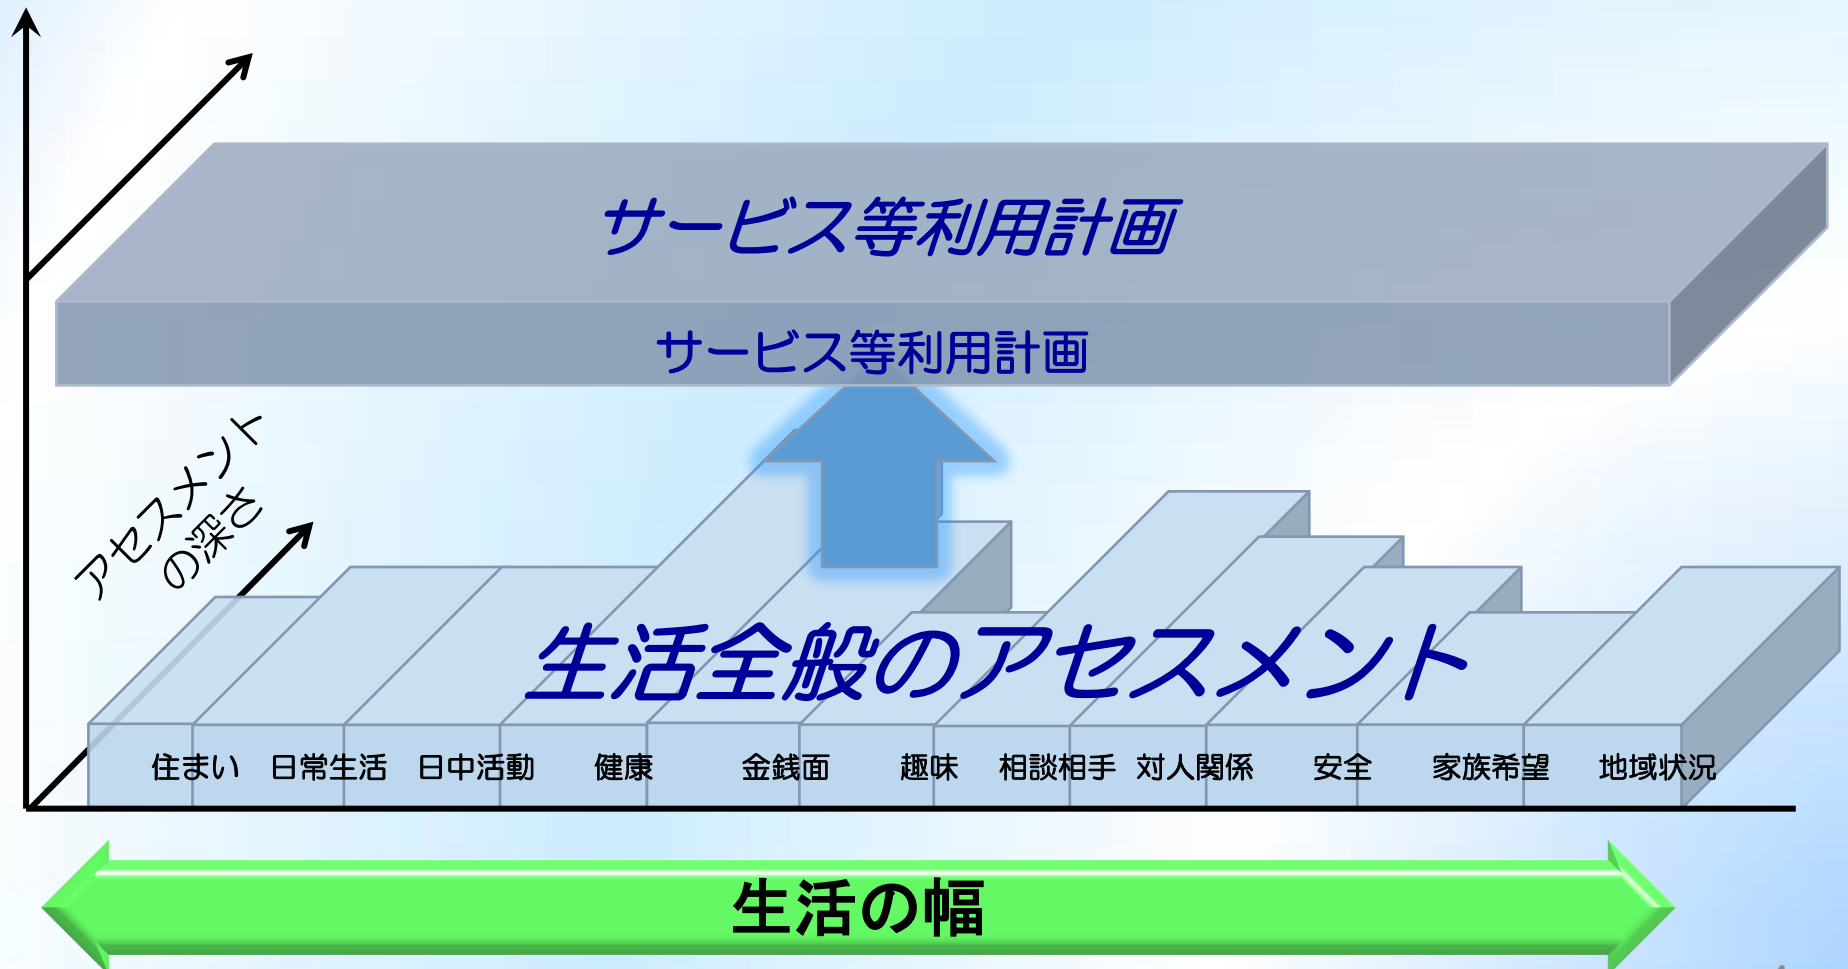 サービス等利用計画
サービス等利用計画
アセスメント
の深さ
生活全般のアセスメント
住まい 日常生活 日中活動 健康 金銭面 趣味 相談相手 対人関係 安全 家族希望 地域状況
生活の幅